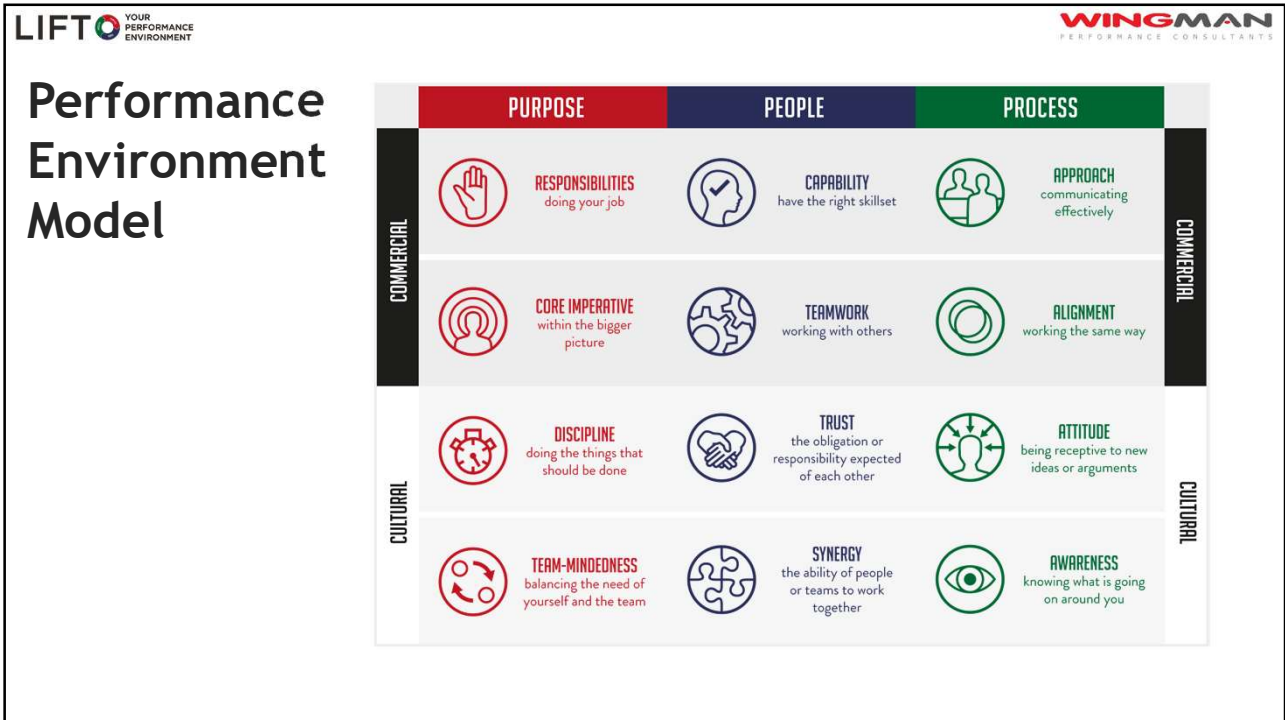 LIFT YOUR
PERFORMANCE
ENVIRONMENT
WINGMAN
PERFORMANCE CONSULTANTS
Performance
Environment
Model
PURPOSE PEOPLE PROCESS
COMMERCIAL
RESPONSIBILITIES
doing your job
CAPABILITY
have the right skillset
APPROACH
communicating
effectively
COMMERCIAL
CORE IMPERATIVE
within the bigger
picture
TEAMWORK
working with others
ALIGNMENT
working the same way
CULTURAL
DISCIPLINE
doing the things that
should be done
TRUST
the obligation or
responsibility expected
of each other
ATTITUDE
being receptive to new
ideas or arguments
CULTURAL
TEAM-MINDEDNESS
balancing the need of
yourself and the team
SYNERGY
the ability of people
or teams to work
together
AWARENESS
knowing what is going
on around you